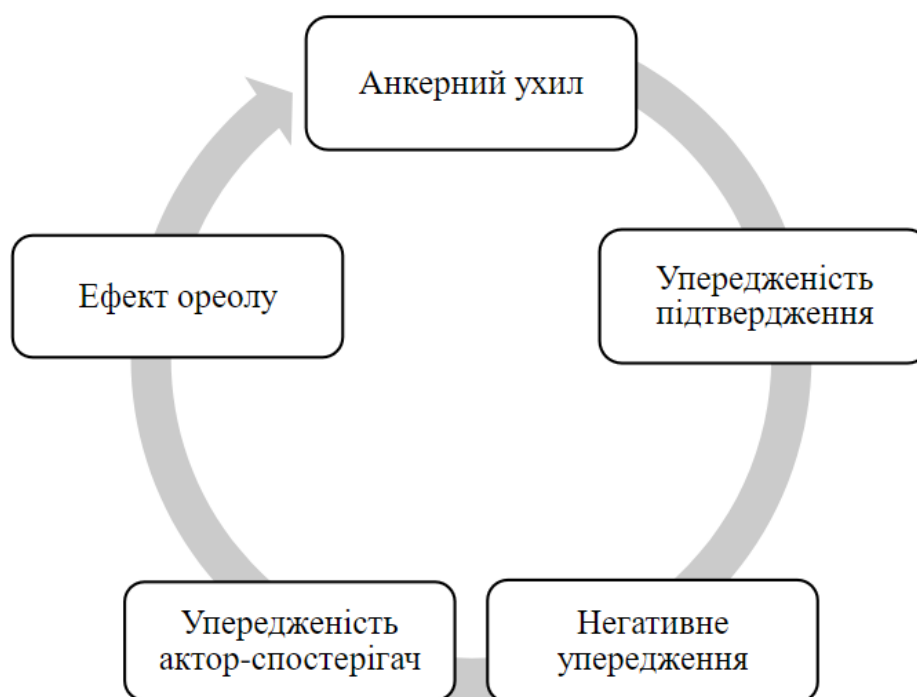 Анкерний ухил
Упередженість
підтвердження
Негативне
упередження
Упередженість
актор-спостерігач
Ефект ореолу